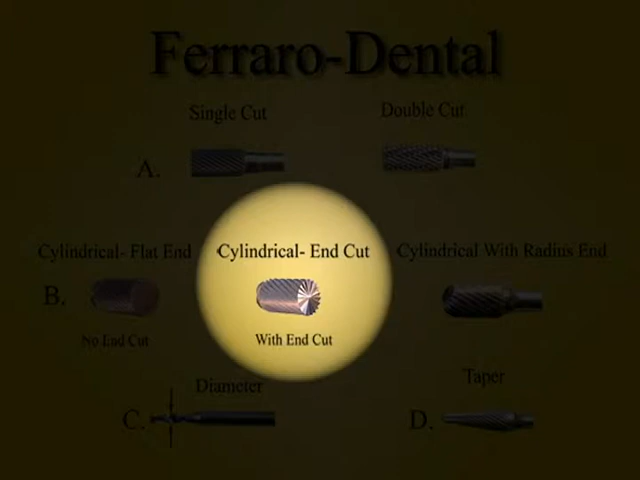 Ferraro-Dental
Single Cut
Double Cut
A.
Cylindrical- Flat End
Cylindrical- End Cut
Cylindrical With Radius End
B.
No End Cut
With End Cut
Diameter
Taper
C.
D.